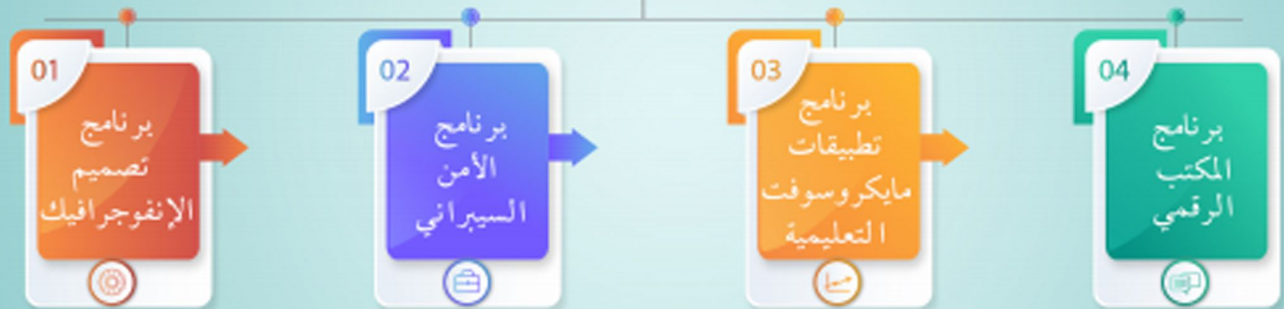 01
برنامج
تصميم
الإنفوجرافيك
02
برنامج
الأمن
السيبراني
03
برنامج
تطبيقات
مايكروسوفت
التعليمية
04
برنامج
المكتب
الرقمي